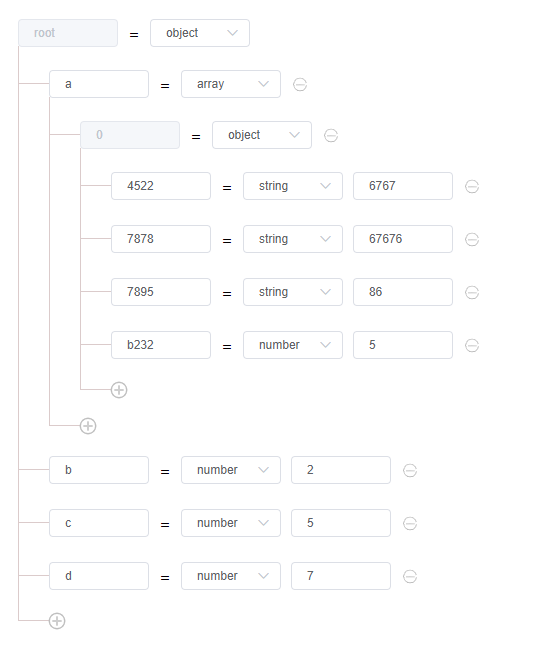 root = object
a = array
0 = object
4522 = string 6767
7878 = string 67676
7895 = string 86
b232 = number 5
b = number 2
c = number 5
d = number 7